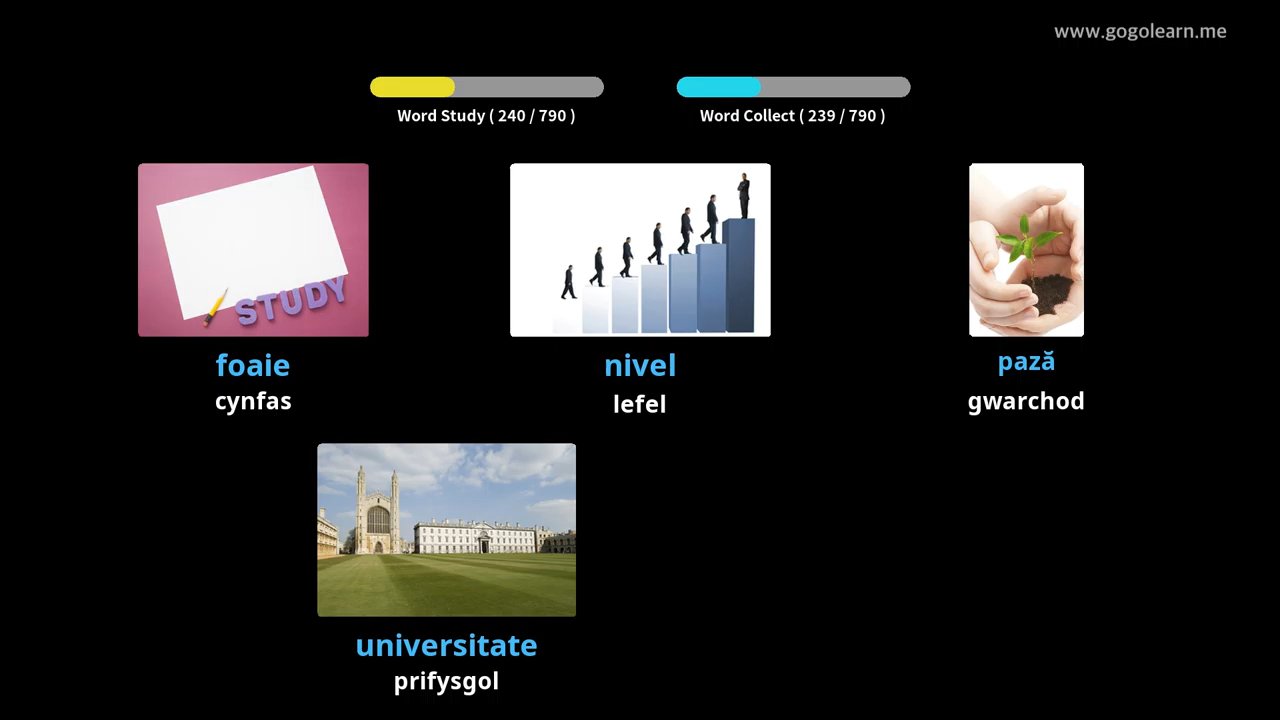 www.gogolearn.me
Word Study ( 240 / 790 )
Word Collect ( 239 / 790 )
STUDY
foaie
cynfas
nivel
lefel
pază
gwarchod
universitate
prifysgol